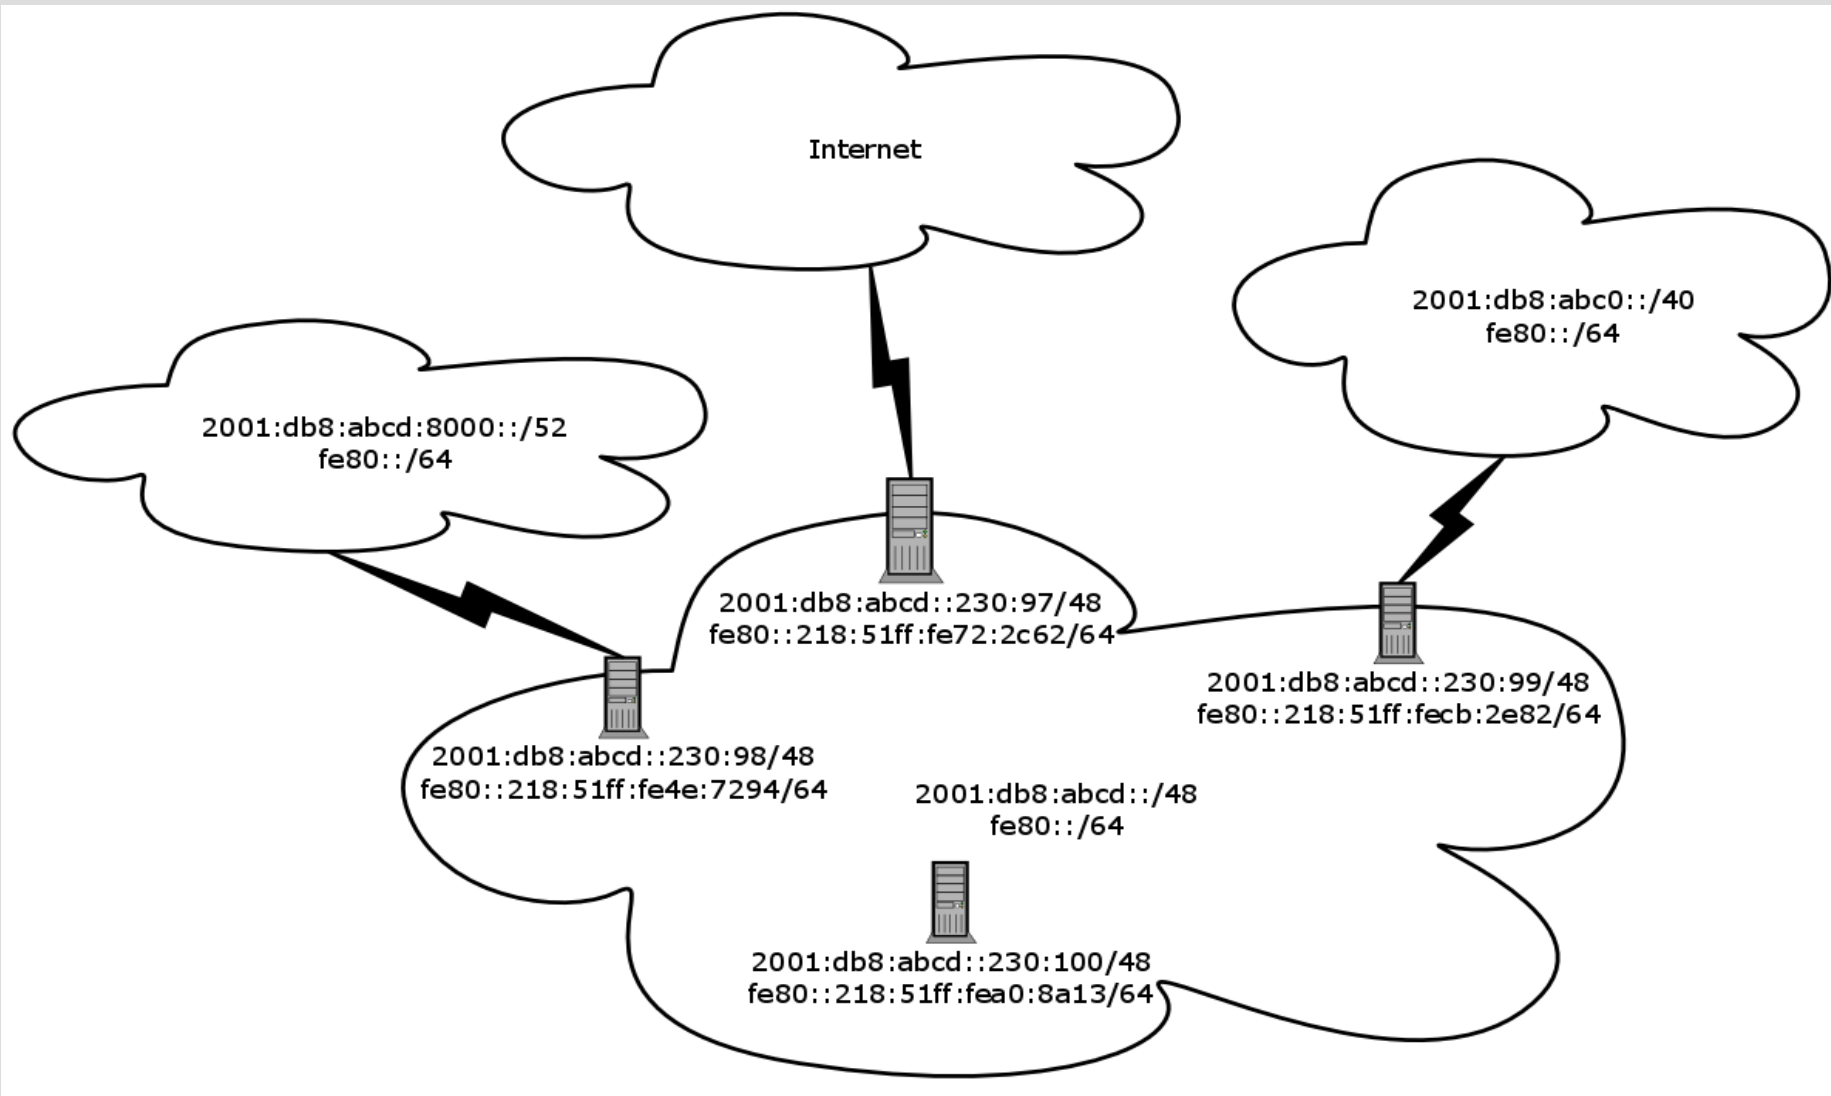 Internet
2001:db8:abc0::/40
fe80::/64
2001:db8:abcd:8000::/52
fe80::/64
2001:db8:abcd::230:97/48
fe80::218:51ff:fe72:2c62/64
2001:db8:abcd::230:99/48
fe80::218:51ff:fecb:2e82/64
2001:db8:abcd::230:98/48
fe80::218:51ff:fe4e:7294/64
2001:db8:abcd::/48
fe80::/64
2001:db8:abcd::230:100/48
fe80::218:51ff:fea0:8a13/64